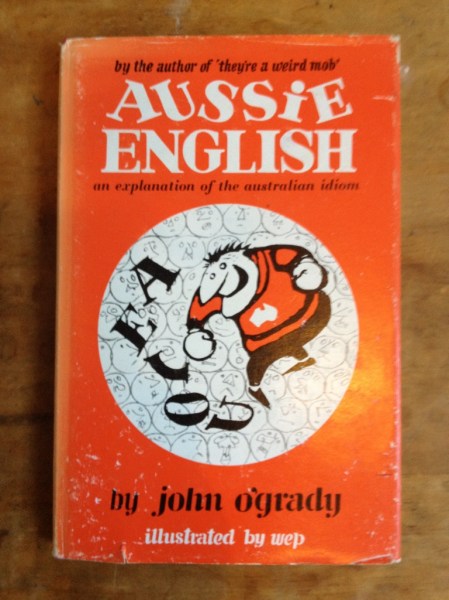 by the author of 'they're a weird mob'
AUSSiE
ENGLISH
an explanation of the australian idiom
A
E
I
O
U
by john o'grady
illustrated by wep